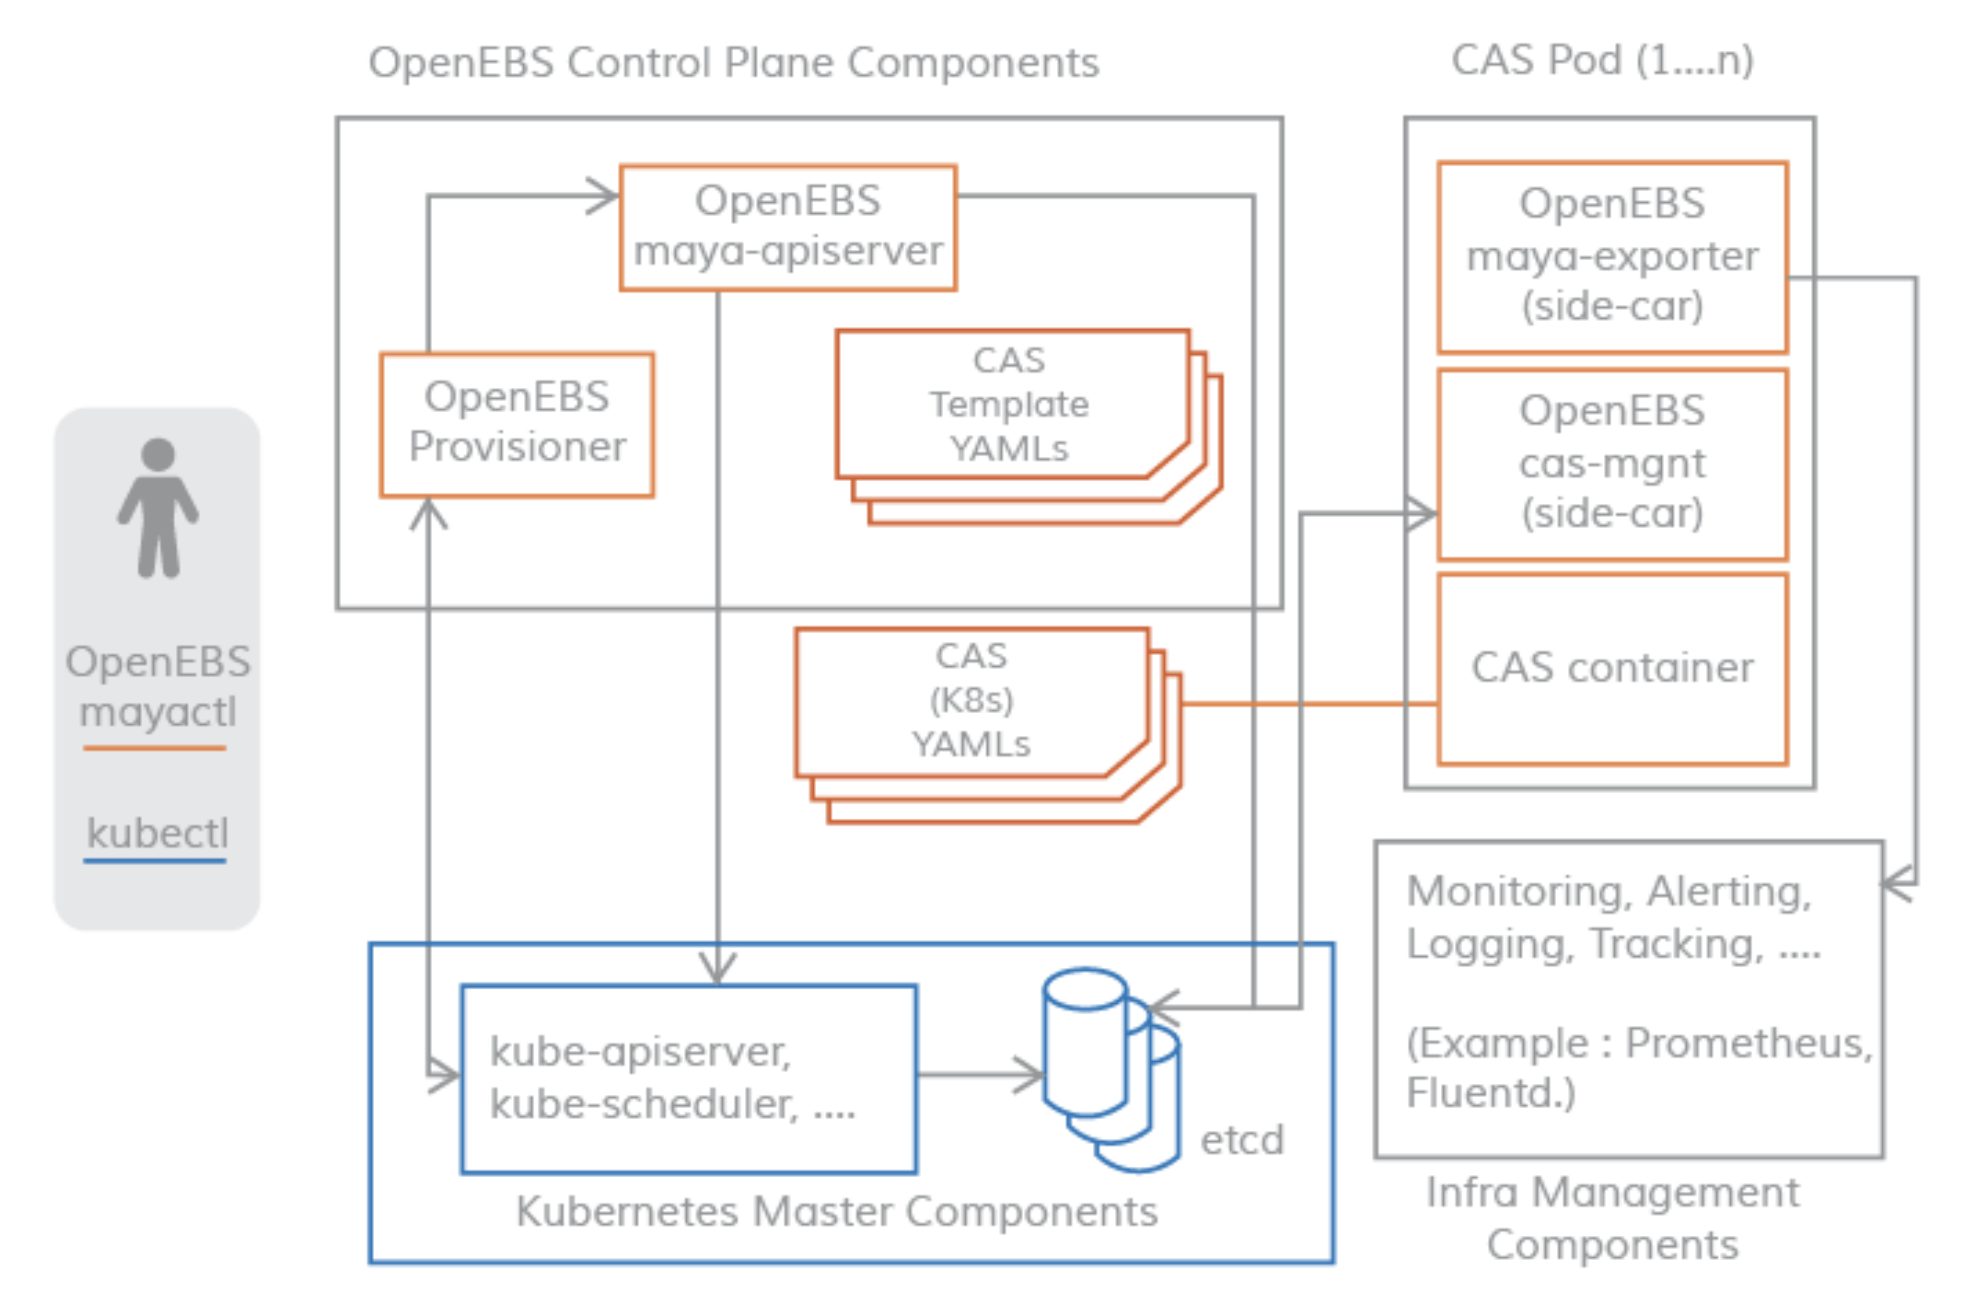 OpenEBS Control Plane Components
CAS Pod (1....n)
OpenEBS
maya-apiserver
OpenEBS
Provisioner
CAS
Template
YAMLs
OpenEBS
maya-exporter
(side-car)
OpenEBS
cas-mgnt
(side-car)
CAS container
OpenEBS
mayactl
kubectl
CAS
(K8s)
YAMLs
kube-apiserver,
kube-scheduler, ....
etcd
Kubernetes Master Components
Monitoring, Alerting,
Logging, Tracking, ....
(Example : Prometheus,
Fluentd.)
Infra Management
Components